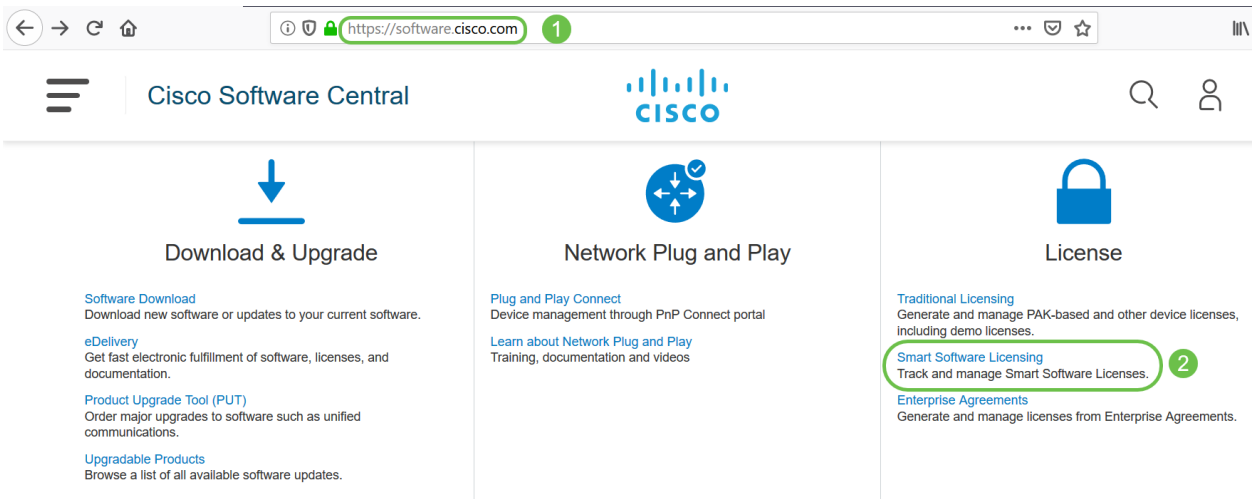 https://software.cisco.com
1
Cisco Software Central
CISCO
Download & Upgrade
Software Download
Download new software or updates to your current software.
eDelivery
Get fast electronic fulfillment of software, licenses, and
documentation.
Product Upgrade Tool (PUT)
Order major upgrades to software such as unified
communications.
Upgradable Products
Browse a list of all available software updates.
Network Plug and Play
Plug and Play Connect
Device management through PnP Connect portal
Learn about Network Plug and Play
Training, documentation and videos
License
Traditional Licensing
Generate and manage PAK-based and other device licenses,
including demo licenses.
Smart Software Licensing
Track and manage Smart Software Licenses.
2
Enterprise Agreements
Generate and manage licenses from Enterprise Agreements.